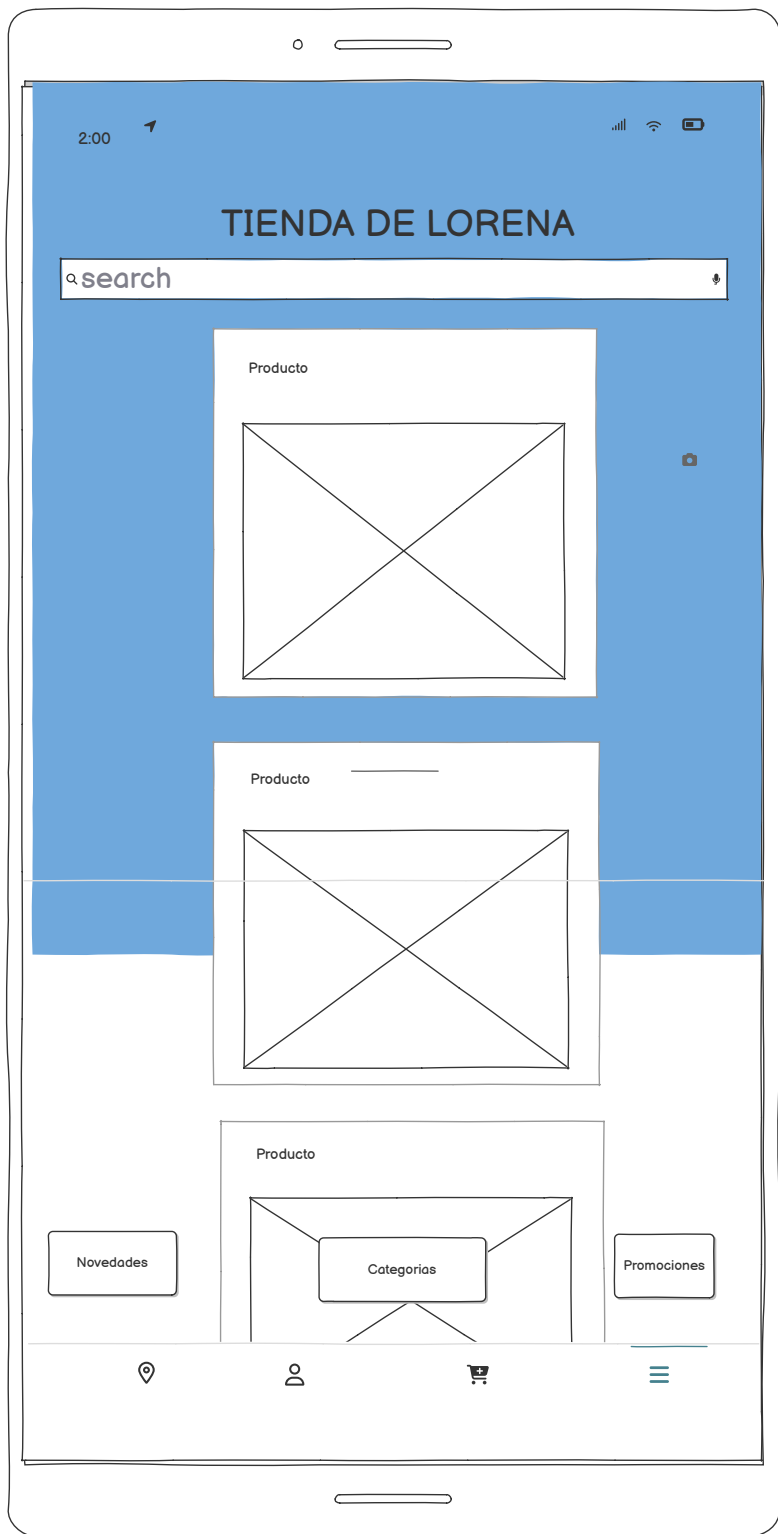 2:00
TIENDA DE LORENA
search
Producto
Producto
Producto
Novedades
Categorias
Promociones